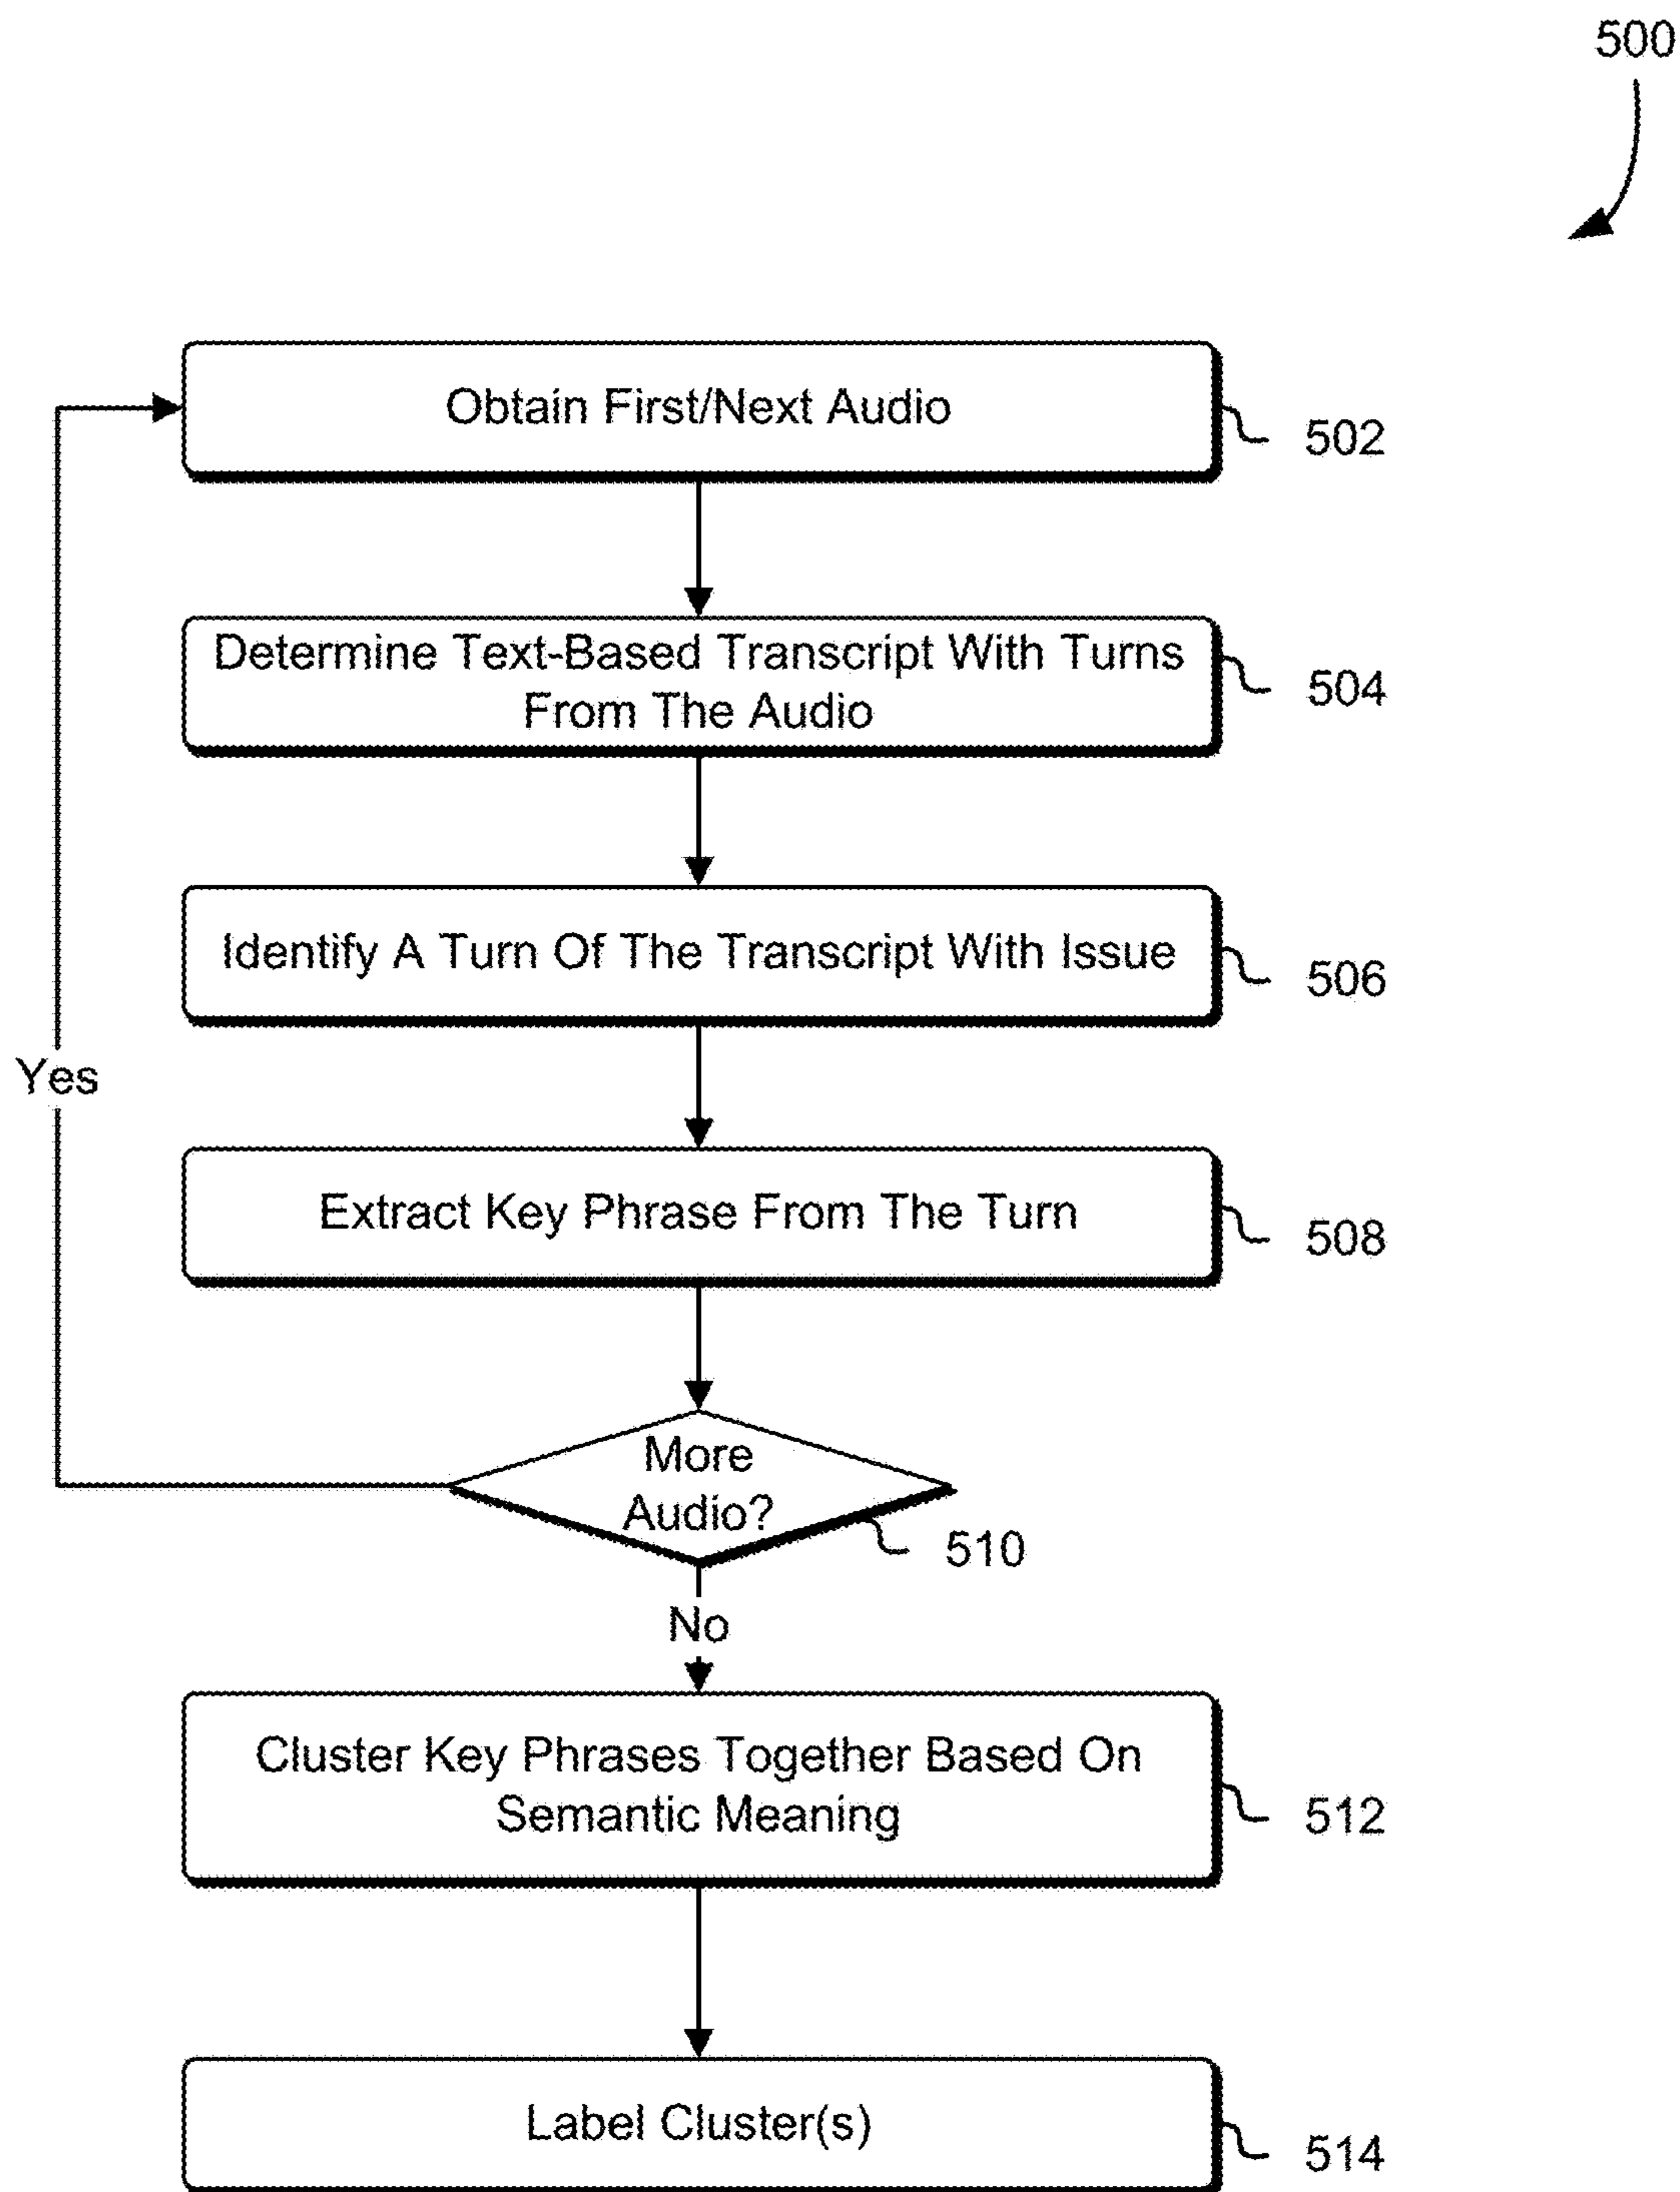 500
Obtain First/Next Audio
502
Determine Text-Based Transcript With Turns
From The Audio
504
Identify A Turn Of The Transcript With Issue
506
Yes
Extract Key Phrase From The Turn
508
More
Audio?
510
No
Cluster Key Phrases Together Based On
Semantic Meaning
512
Label Cluster(s)
514